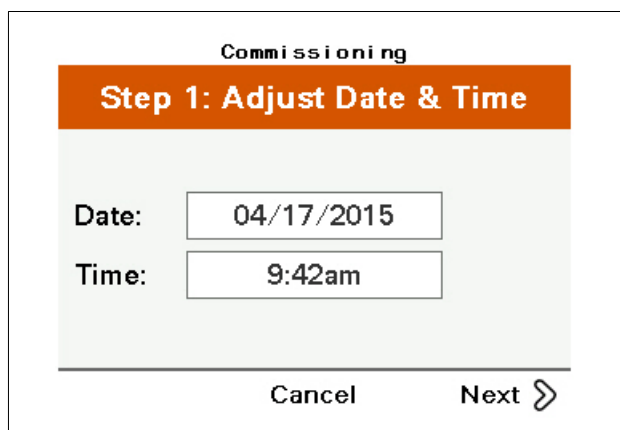 Commissioning
Step 1: Adjust Date & Time
Date: 04/17/2015
Time: 9:42am
Cancel Next